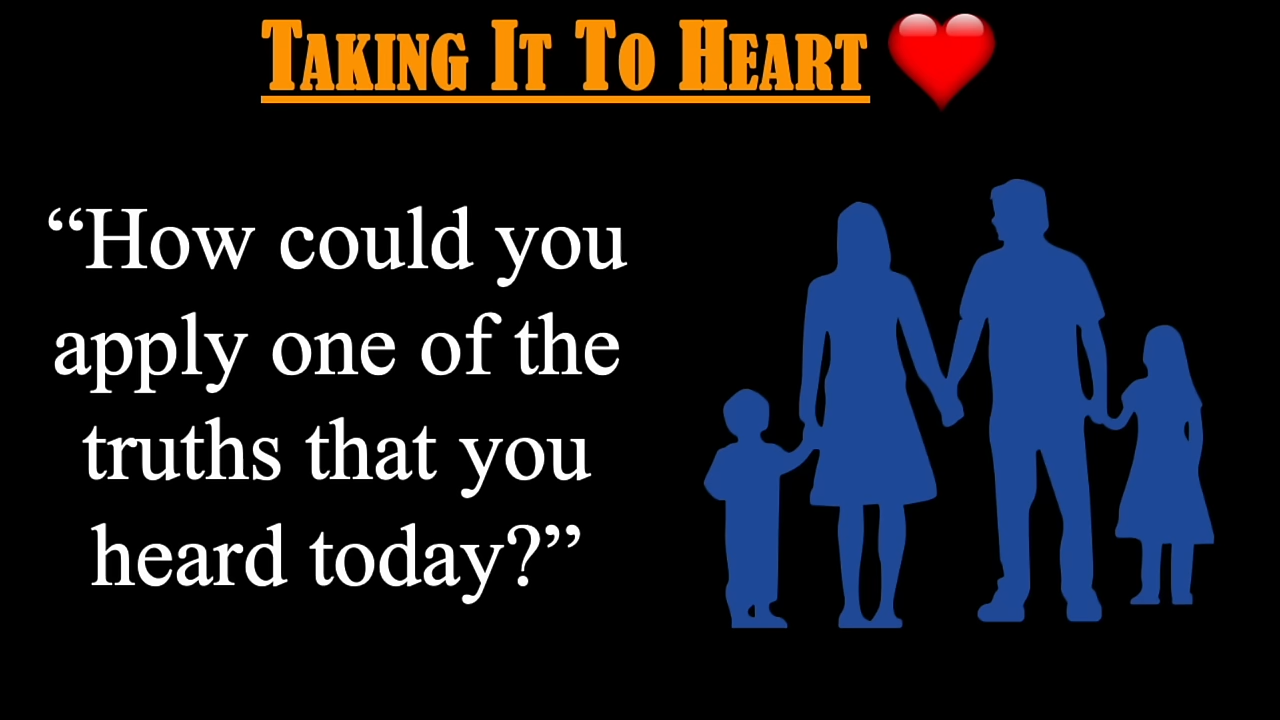 Taking It To Heart
“How could you
apply one of the
truths that you
heard today?”